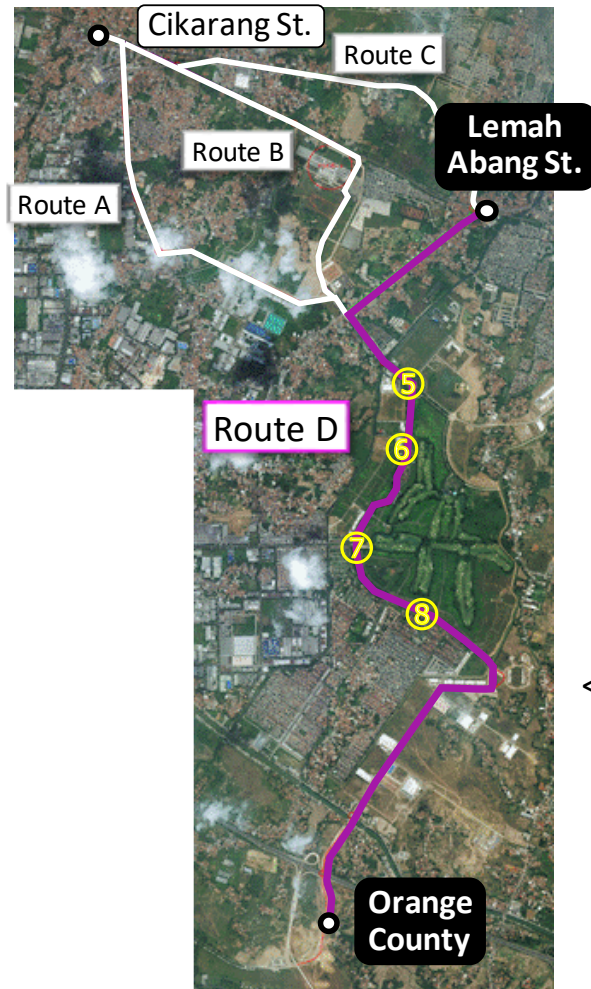 Cikarang St.
Route C
Lemah
Abang St.
Route B
Route A
⑤
Route D
⑥
⑦
⑧
<
Orange
County